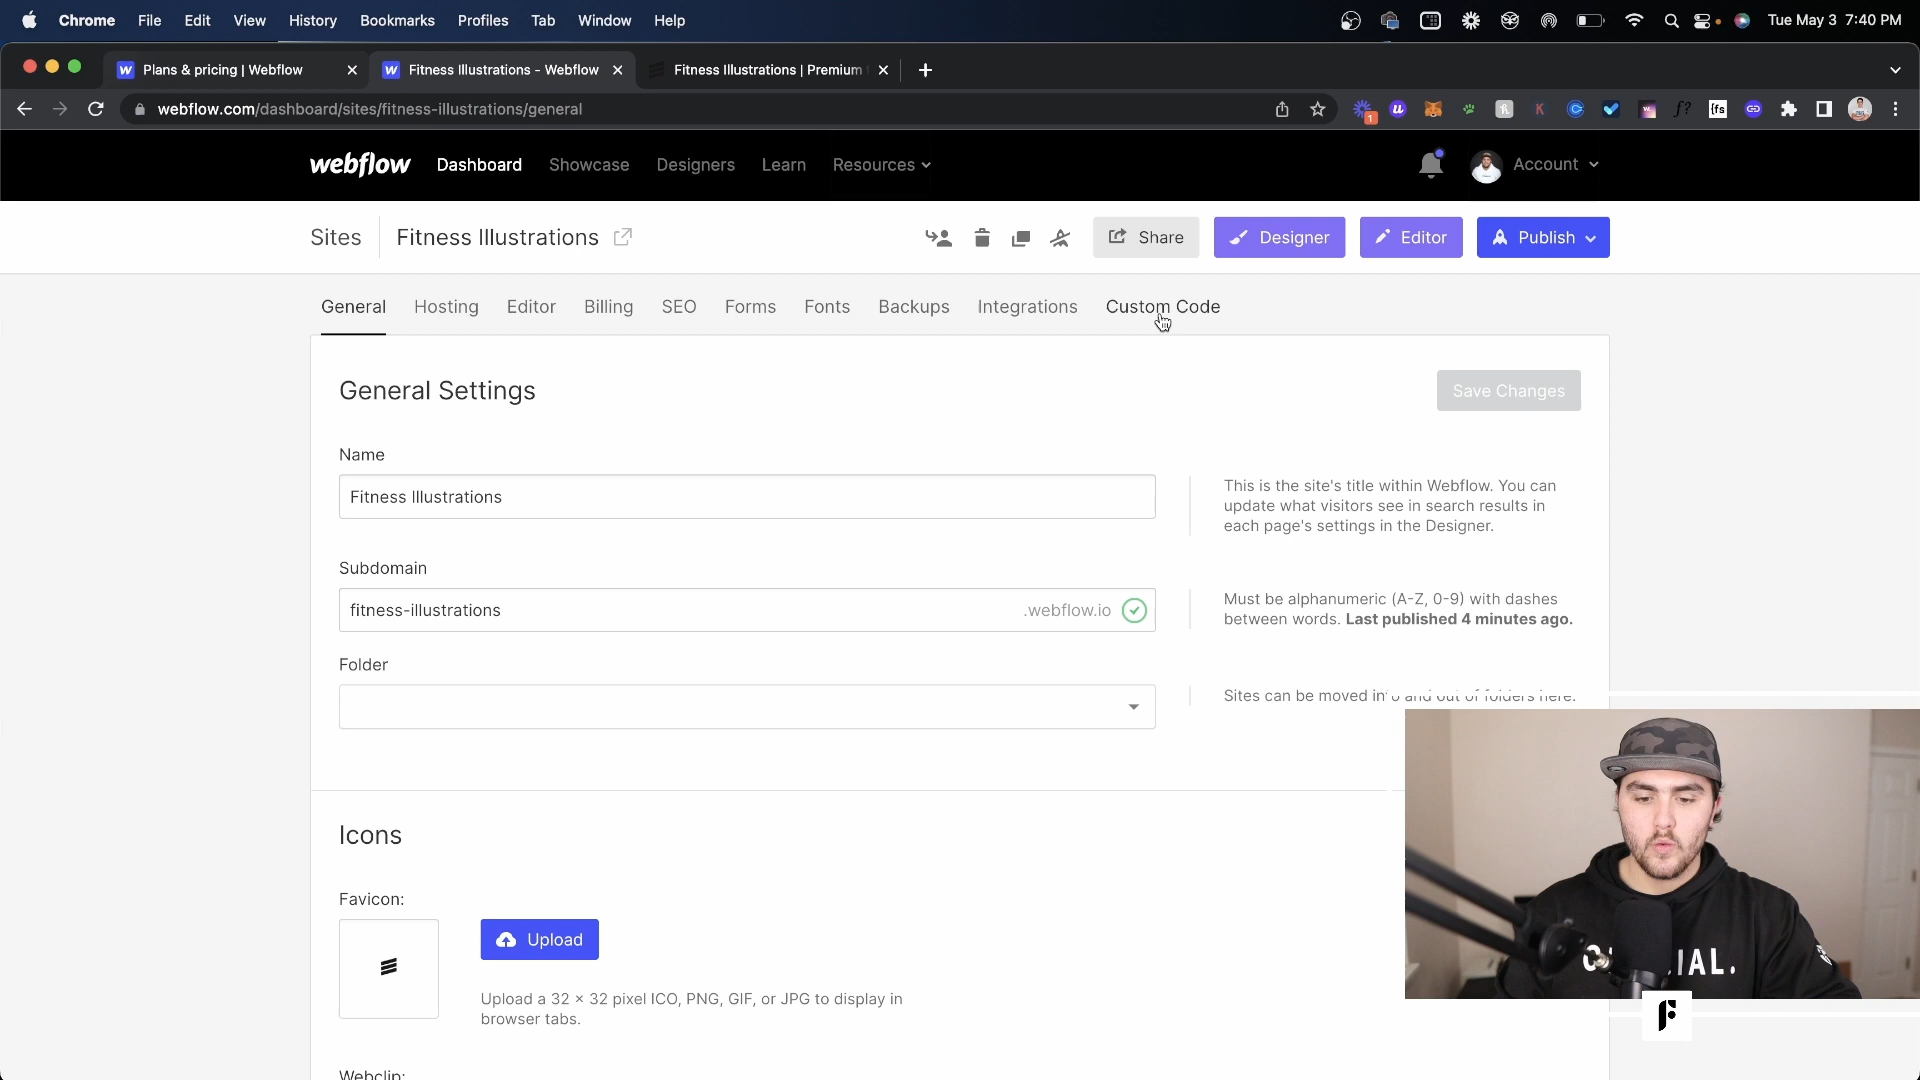 Chrome File Edit View History Bookmarks Profiles Tab Window Help Tue May 3 7:40 PM
Plans & pricing | Webflow Fitness Illustrations - Webflow Fitness Illustrations | Premium
webflow.com/dashboard/sites/fitness-illustrations/general
webflow Dashboard Showcase Designers Learn Resources Account
Sites Fitness Illustrations Share Designer Editor Publish
General Hosting Editor Billing SEO Forms Fonts Backups Integrations Custom Code
General Settings Save Changes
Name
Fitness Illustrations
This is the site's title within Webflow. You can
update what visitors see in search results in
each page's settings in the Designer.
Subdomain
fitness-illustrations .webflow.io
Must be alphanumeric (A-Z, 0-9) with dashes
between words. Last published 4 minutes ago.
Folder
Sites can be moved into and out of folders here.
Icons
Favicon:
Upload
Upload a 32 × 32 pixel ICO, PNG, GIF, or JPG to display in
browser tabs.
Webclip: